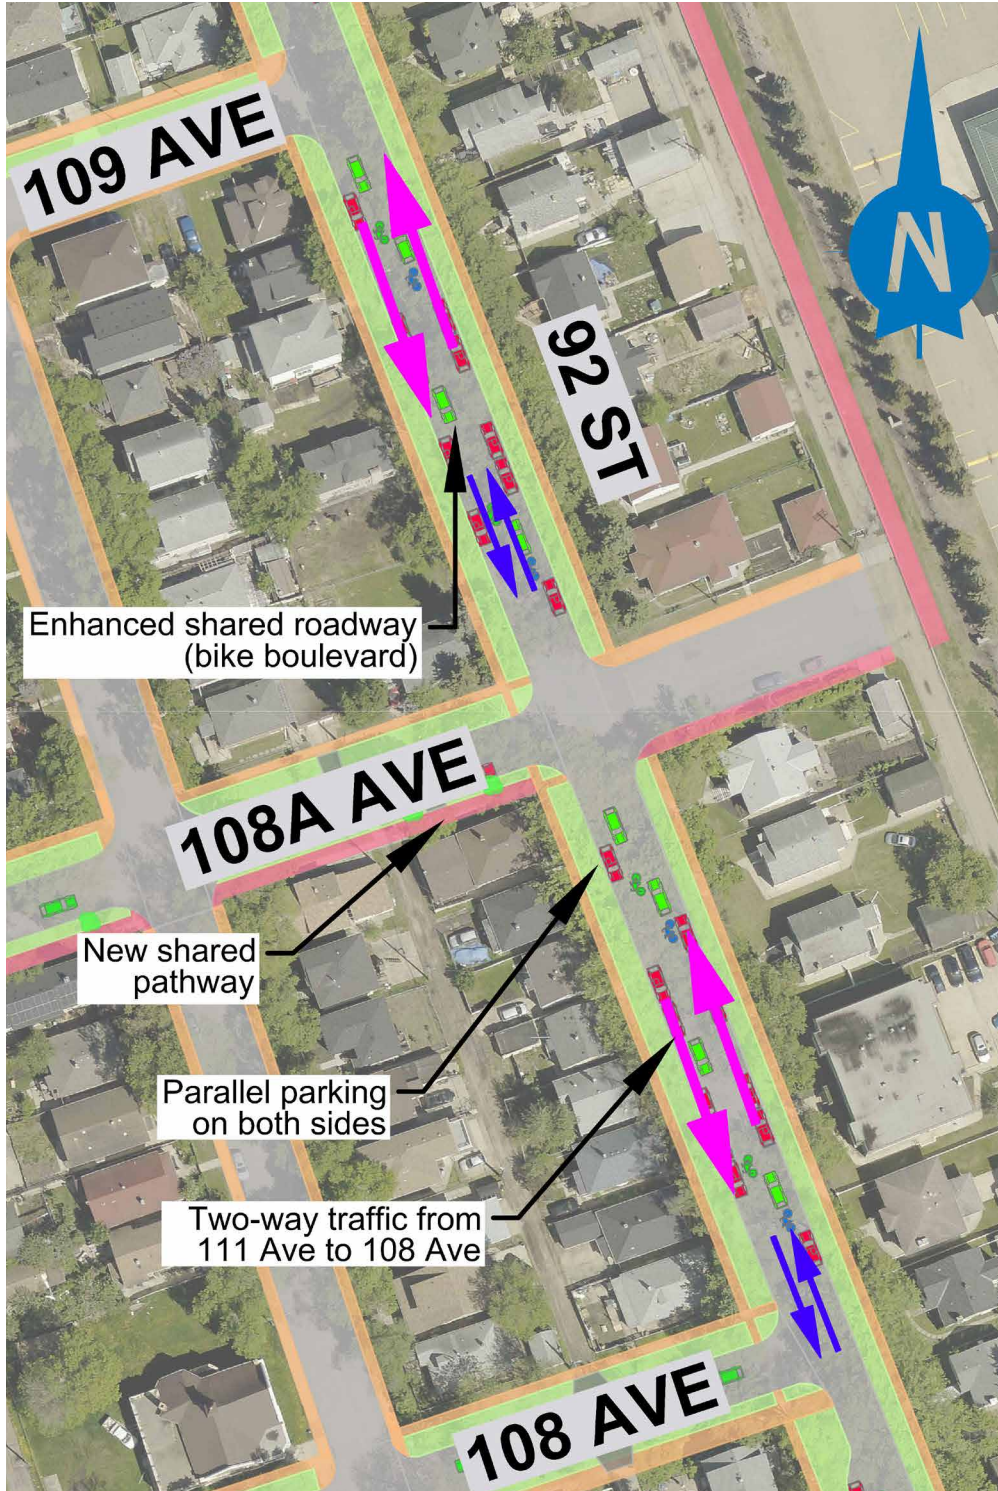 109 AVE
N
92 ST
Enhanced shared roadway
(bike boulevard)
108A AVE
New shared
pathway
Parallel parking
on both sides
Two-way traffic from
111 Ave to 108 Ave
108 AVE